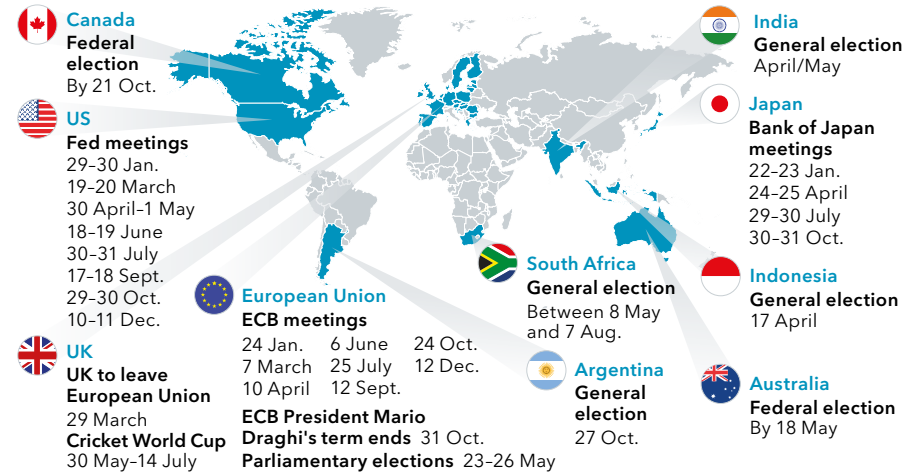 Canada
Federal
election
By 21 Oct.
US
Fed meetings
29–30 Jan.
19–20 March
30 April–1 May
18–19 June
30–31 July
17–18 Sept.
29–30 Oct.
10–11 Dec.
UK
UK to leave
European Union
29 March
Cricket World Cup
30 May–14 July
European Union
ECB meetings
24 Jan. 6 June 24 Oct.
7 March 25 July 12 Dec.
10 April 12 Sept.
ECB President Mario
Draghi's term ends 31 Oct.
Parliamentary elections 23–26 May
South Africa
General election
Between 8 May
and 7 Aug.
Argentina
General
election
27 Oct.
India
General election
April/May
Japan
Bank of Japan
meetings
22–23 Jan.
24–25 April
29–30 July
30–31 Oct.
Indonesia
General election
17 April
Australia
Federal election
By 18 May